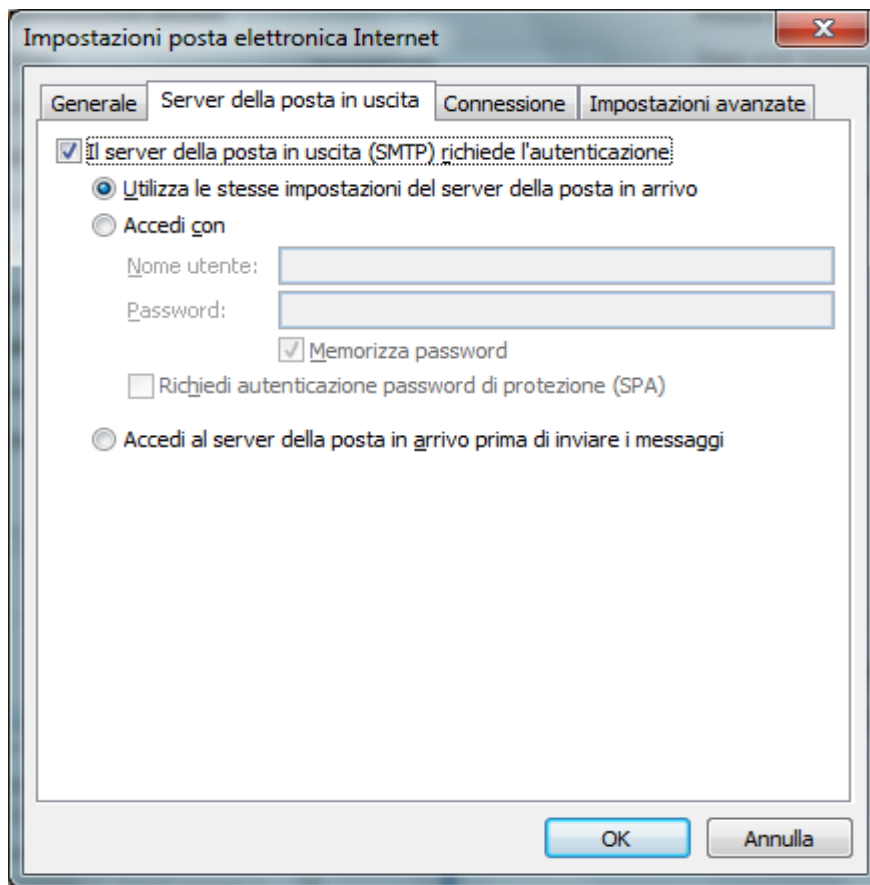 Impostazioni posta elettronica Internet
Generale Server della posta in uscita Connessione Impostazioni avanzate
Il server della posta in uscita (SMTP) richiede l'autenticazione
Utilizza le stesse impostazioni del server della posta in arrivo
Accedi con
Nome utente:
Password:
Memorizza password
Richiedi autenticazione password di protezione (SPA)
Accedi al server della posta in arrivo prima di inviare i messaggi
OK Annulla